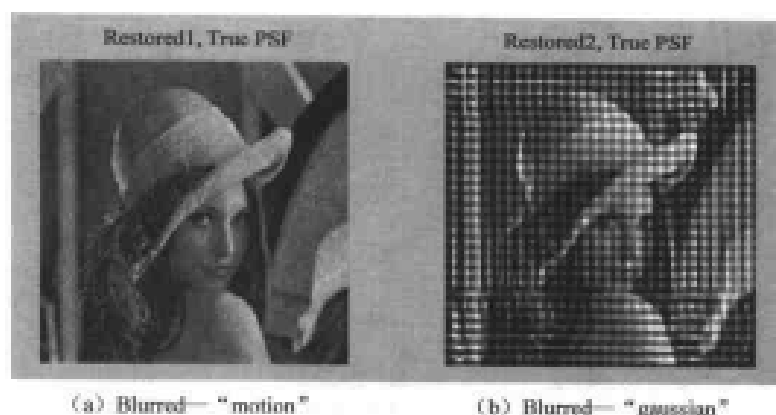 Restored1, True PSF
Restored2, True PSF
(a) Blurred— “motion”
(b) Blurred— “gaussian”